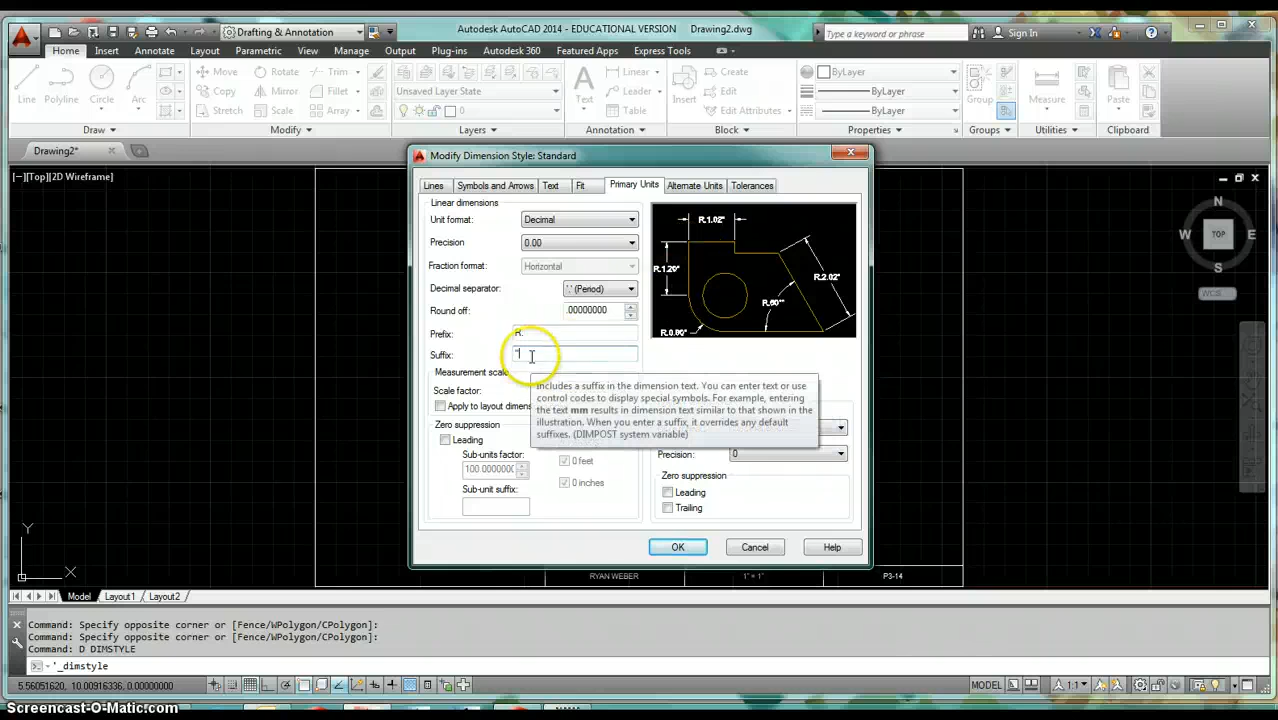 Drafting & Annotation
Autodesk AutoCAD 2014 - EDUCATIONAL VERSION Drawing2.dwg
Type a keyword or phrase
Sign In
Home Insert Annotate Layout Parametric View Manage Output Plug-ins Autodesk 360 Featured Apps Express Tools
Line Polyline Circle Arc
Move Rotate Trim
Copy Mirror Fillet
Stretch Scale Array
Unsaved Layer State
0
Text
Linear
Leader
Table
Insert
Create
Edit
Edit Attributes
ByLayer
ByLayer
ByLayer
Group
Measure
Paste
Draw Modify Layers Annotation Block Properties Groups Utilities Clipboard
Drawing2*
[−][Top][2D Wireframe]
Modify Dimension Style: Standard
Lines Symbols and Arrows Text Fit Primary Units Alternate Units Tolerances
Linear dimensions
Unit format: Decimal
Precision 0.00
Fraction format: Horizontal
Decimal separator: '.' (Period)
Round off: .00000000
Prefix: R.
Suffix: "
Measurement scale
Scale factor:
Apply to layout dimens
Zero suppression
Leading
Sub-units factor:
100.000000
Sub-unit suffix:
0 feet
0 inches
R.1.02"
R.1.20"
R.2.02"
R.60°"
R.0.80"
Includes a suffix in the dimension text. You can enter text or use
control codes to display special symbols. For example, entering
the text mm results in dimension text similar to that shown in the
illustration. When you enter a suffix, it overrides any default
suffixes. (DIMPOST system variable)
Precision: 0
Zero suppression
Leading
Trailing
OK Cancel Help
N
W TOP E
S
WCS
Y
X
RYAN WEBER 1" = 1" P3-14
Model Layout1 Layout2
Command: Specify opposite corner or [Fence/WPolygon/CPolygon]:
Command: Specify opposite corner or [Fence/WPolygon/CPolygon]:
Command: D DIMSTYLE
'_dimstyle
5.56051620, 10.00916336, 0.00000000
MODEL
1:1
Screencast-O-Matic.com